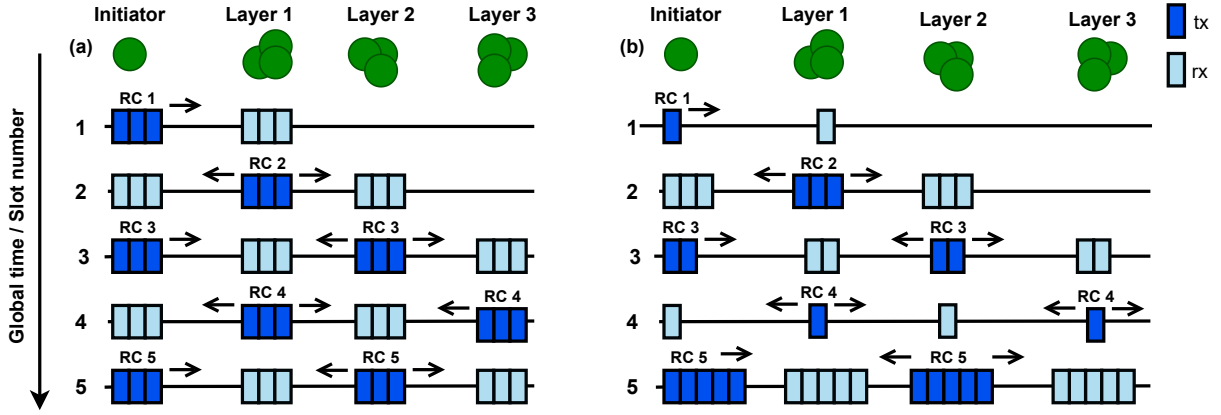 Initiator Layer 1 Layer 2 Layer 3
(a)
RC 1
1
RC 2
2
RC 3 RC 3
3
RC 4 RC 4
4
RC 5 RC 5
5
Global time / Slot number
Initiator Layer 1 Layer 2 Layer 3
(b)
RC 1
1
RC 2
2
RC 3 RC 3
3
RC 4 RC 4
4
RC 5 RC 5
5
tx
rx